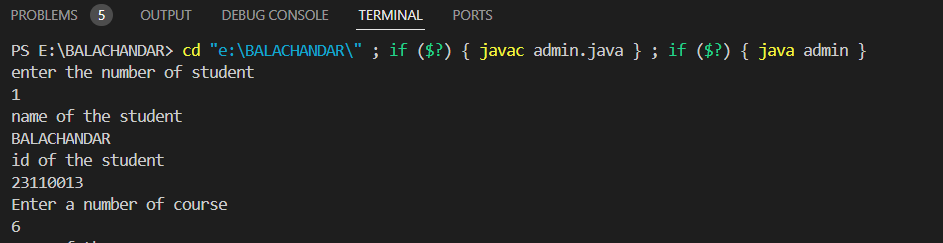 PROBLEMS 5 OUTPUT DEBUG CONSOLE TERMINAL PORTS
PS E:\BALACHANDAR> cd "e:\BALACHANDAR\" ; if ($?) { javac admin.java } ; if ($?) { java admin }
enter the number of student
1
name of the student
BALACHANDAR
id of the student
23110013
Enter a number of course
6